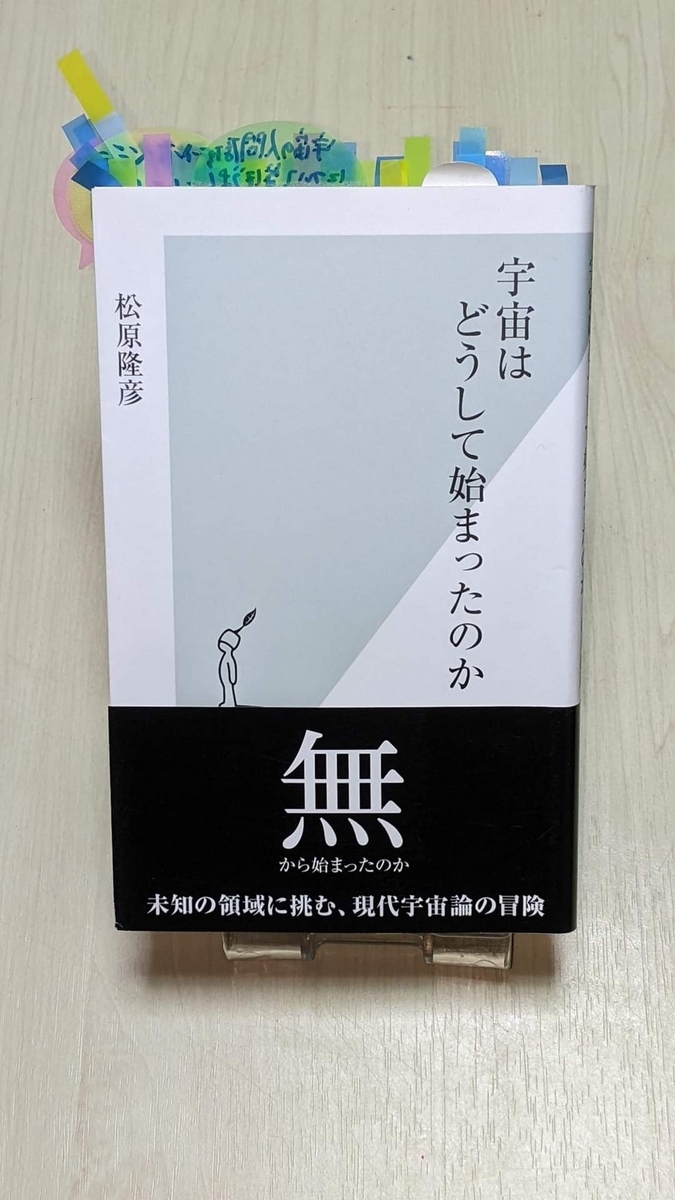 宇宙は
どうして始まったのか
松原隆彦
無
から始まったのか
未知の領域に挑む、現代宇宙論の冒険